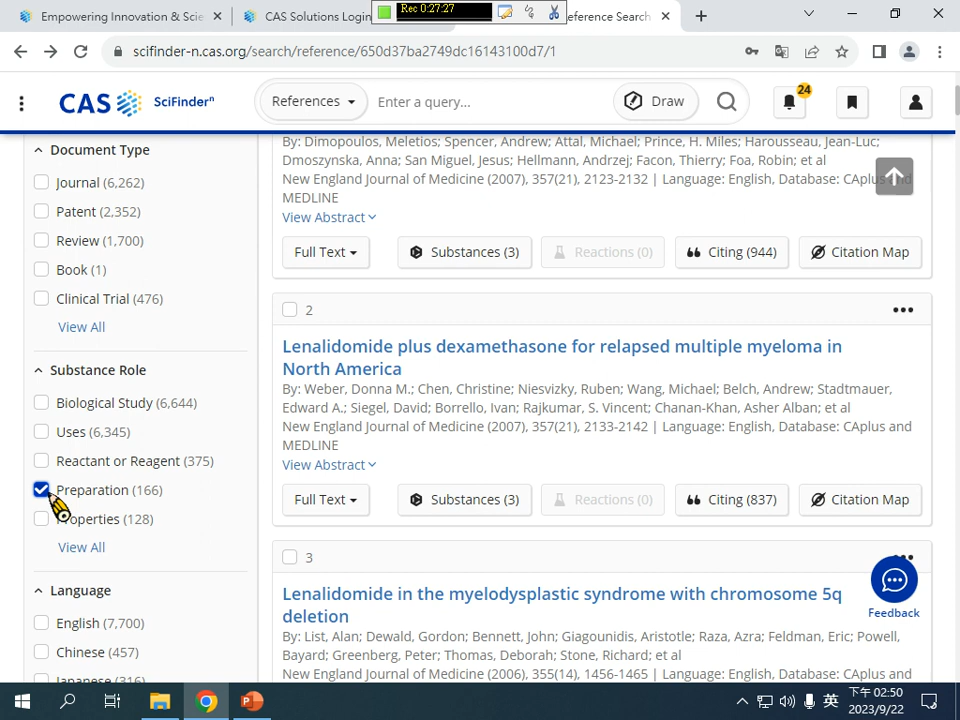 Empowering Innovation & Scie
CAS Solutions Login
Rec 0:27:27
eference Search
scifinder-n.cas.org/search/reference/650d37ba2749dc16143100d7/1
CAS SciFinderⁿ
References
Enter a query...
Draw
24
Document Type
Journal (6,262)
Patent (2,352)
Review (1,700)
Book (1)
Clinical Trial (476)
View All
Substance Role
Biological Study (6,644)
Uses (6,345)
Reactant or Reagent (375)
Preparation (166)
Properties (128)
View All
Language
English (7,700)
Chinese (457)
Japanese (316)
By: Dimopoulos, Meletios; Spencer, Andrew; Attal, Michael; Prince, H. Miles; Harousseau, Jean-Luc;
Dmoszynska, Anna; San Miguel, Jesus; Hellmann, Andrzej; Facon, Thierry; Foa, Robin; et al
New England Journal of Medicine (2007), 357(21), 2123-2132 | Language: English, Database: CAplus and
MEDLINE
View Abstract
Full Text
Substances (3)
Reactions (0)
Citing (944)
Citation Map
2
Lenalidomide plus dexamethasone for relapsed multiple myeloma in
North America
By: Weber, Donna M.; Chen, Christine; Niesvizky, Ruben; Wang, Michael; Belch, Andrew; Stadtmauer,
Edward A.; Siegel, David; Borrello, Ivan; Rajkumar, S. Vincent; Chanan-Khan, Asher Alban; et al
New England Journal of Medicine (2007), 357(21), 2133-2142 | Language: English, Database: CAplus and
MEDLINE
View Abstract
Full Text
Substances (3)
Reactions (0)
Citing (837)
Citation Map
3
Lenalidomide in the myelodysplastic syndrome with chromosome 5q
deletion
By: List, Alan; Dewald, Gordon; Bennett, John; Giagounidis, Aristotle; Raza, Azra; Feldman, Eric; Powell,
Bayard; Greenberg, Peter; Thomas, Deborah; Stone, Richard; et al
New England Journal of Medicine (2006), 355(14), 1456-1465 | Language: English, Database: CAplus and
Feedback
英
下午 02:50
2023/9/22